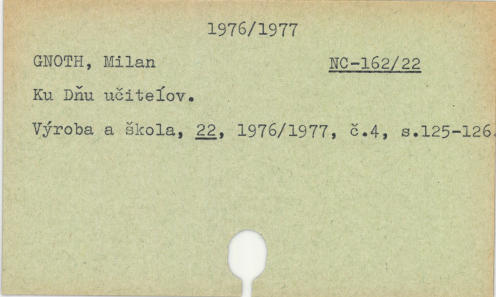 1976/1977
GNOTH, Milan NC-162/22
Ku Dňu učiteľov.
Výroba a škola, 22, 1976/1977, č.4, s.125-126.